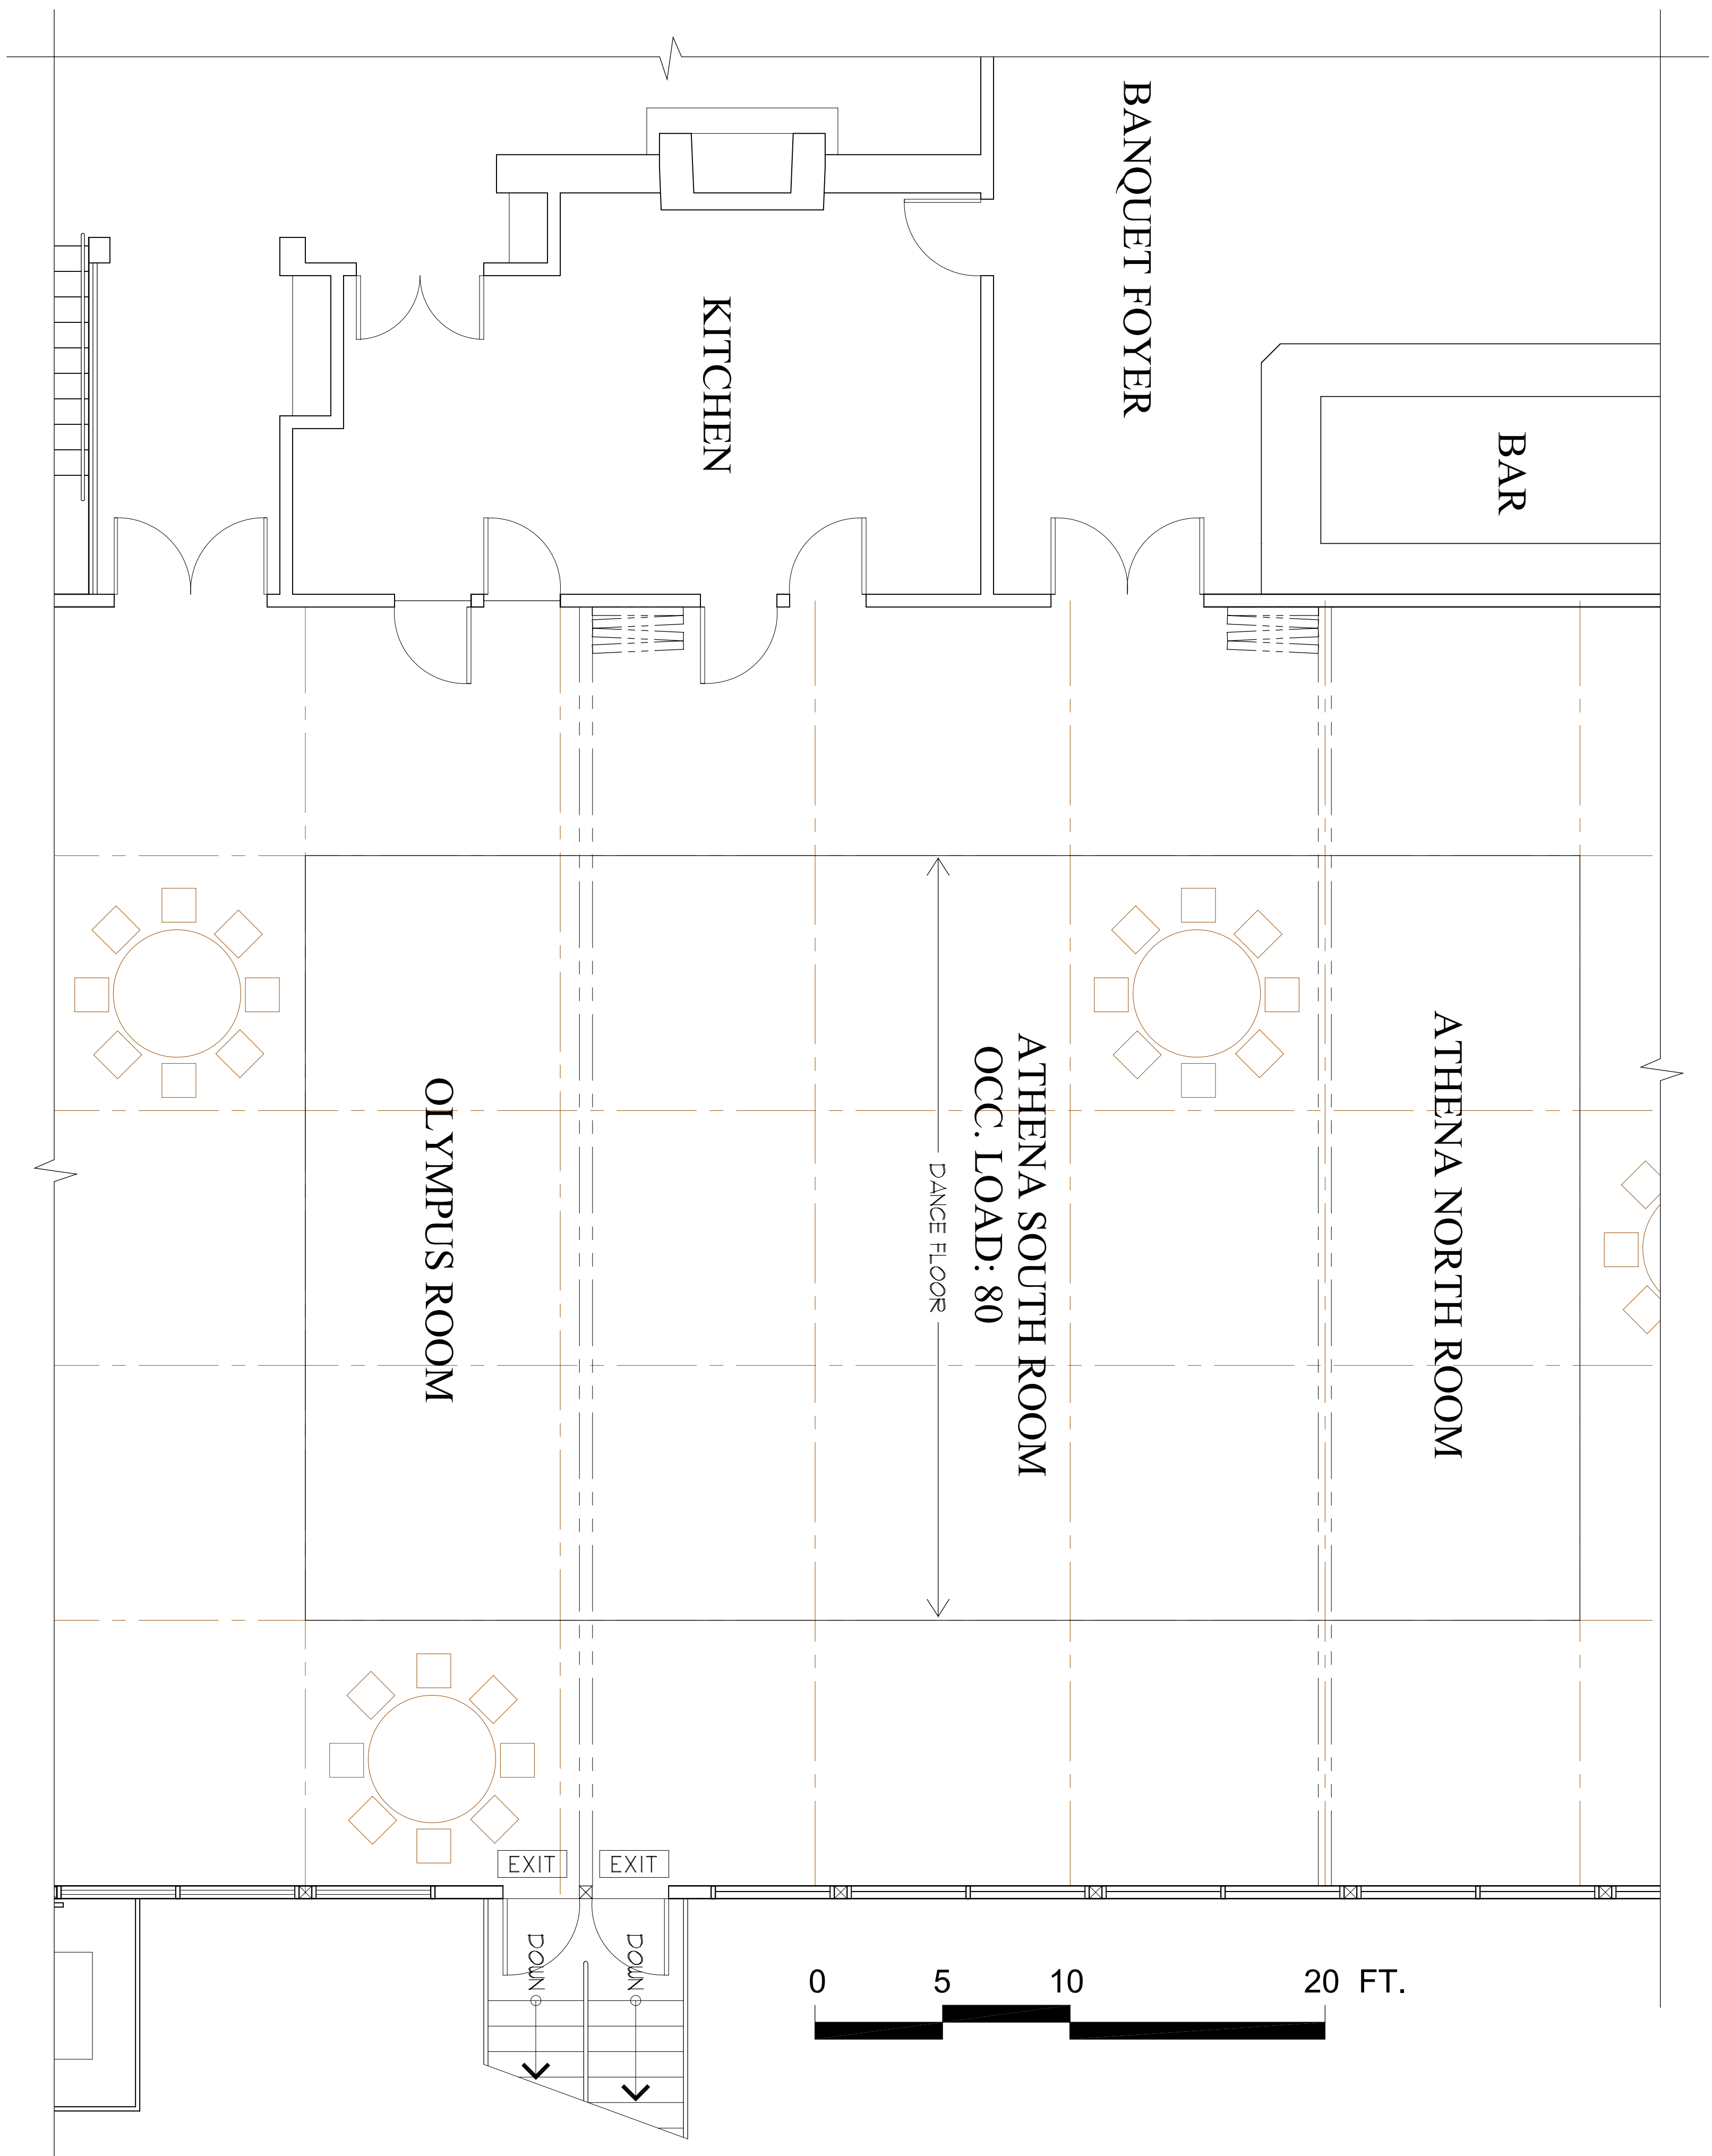 BANQUET FOYER
KITCHEN
BAR
OLYMPUS ROOM
ATHENA SOUTH ROOM
OCC. LOAD: 80
DANCE FLOOR
ATHENA NORTH ROOM
EXIT
EXIT
DOWN
DOWN
0 5 10 20 FT.